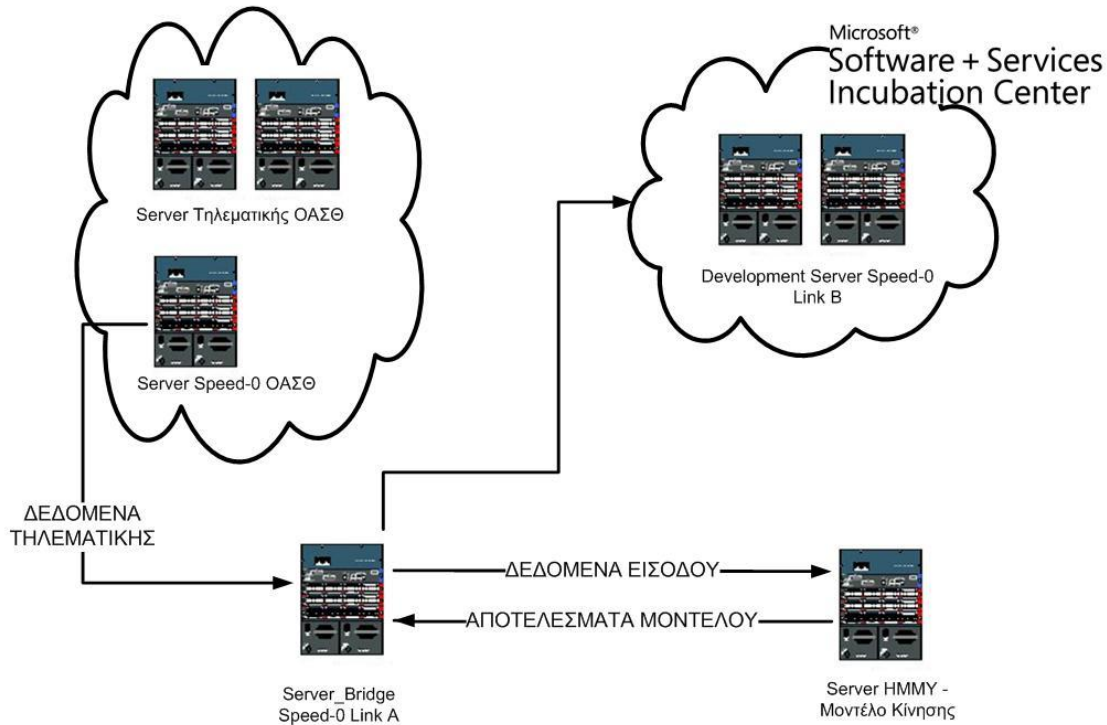 Microsoft®
Software + Services
Incubation Center
Server Τηλεματικής ΟΑΣΘ
Development Server Speed-0
Link B
Server Speed-0 ΟΑΣΘ
ΔΕΔΟΜΕΝΑ
ΤΗΛΕΜΑΤΙΚΗΣ
ΔΕΔΟΜΕΝΑ ΕΙΣΟΔΟΥ
ΑΠΟΤΕΛΕΣΜΑΤΑ ΜΟΝΤΕΛΟΥ
Server_Bridge
Speed-0 Link A
Server ΗΜΜΥ -
Μοντέλο Κίνησης